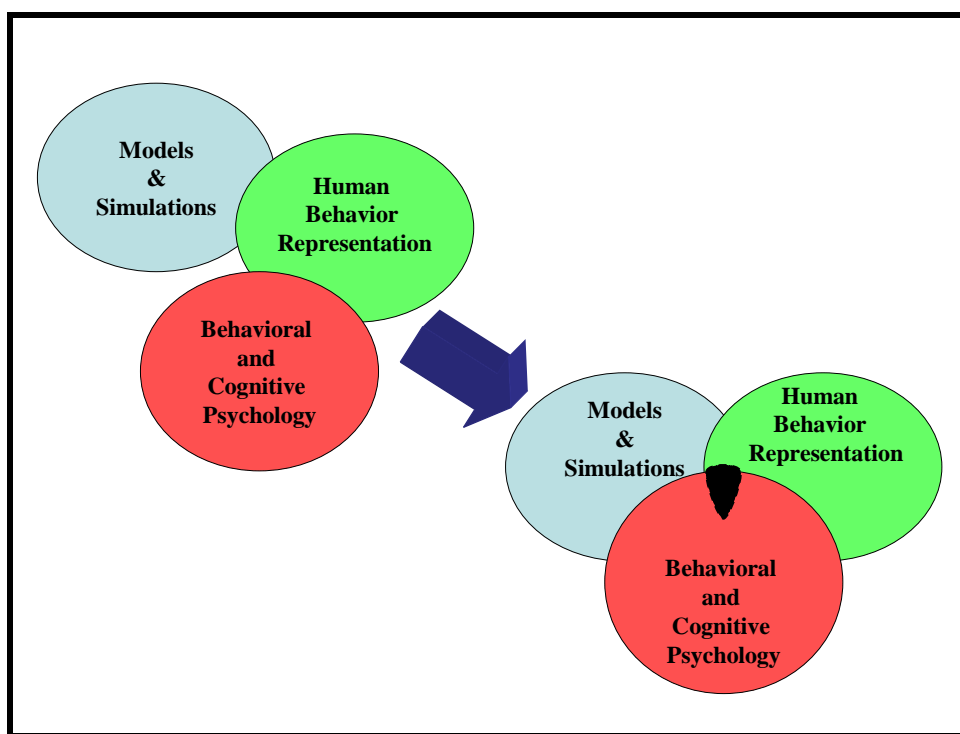 Models
&
Simulations
Human
Behavior
Representation
Behavioral
and
Cognitive
Psychology
Models
&
Simulations
Human
Behavior
Representation
Behavioral
and
Cognitive
Psychology